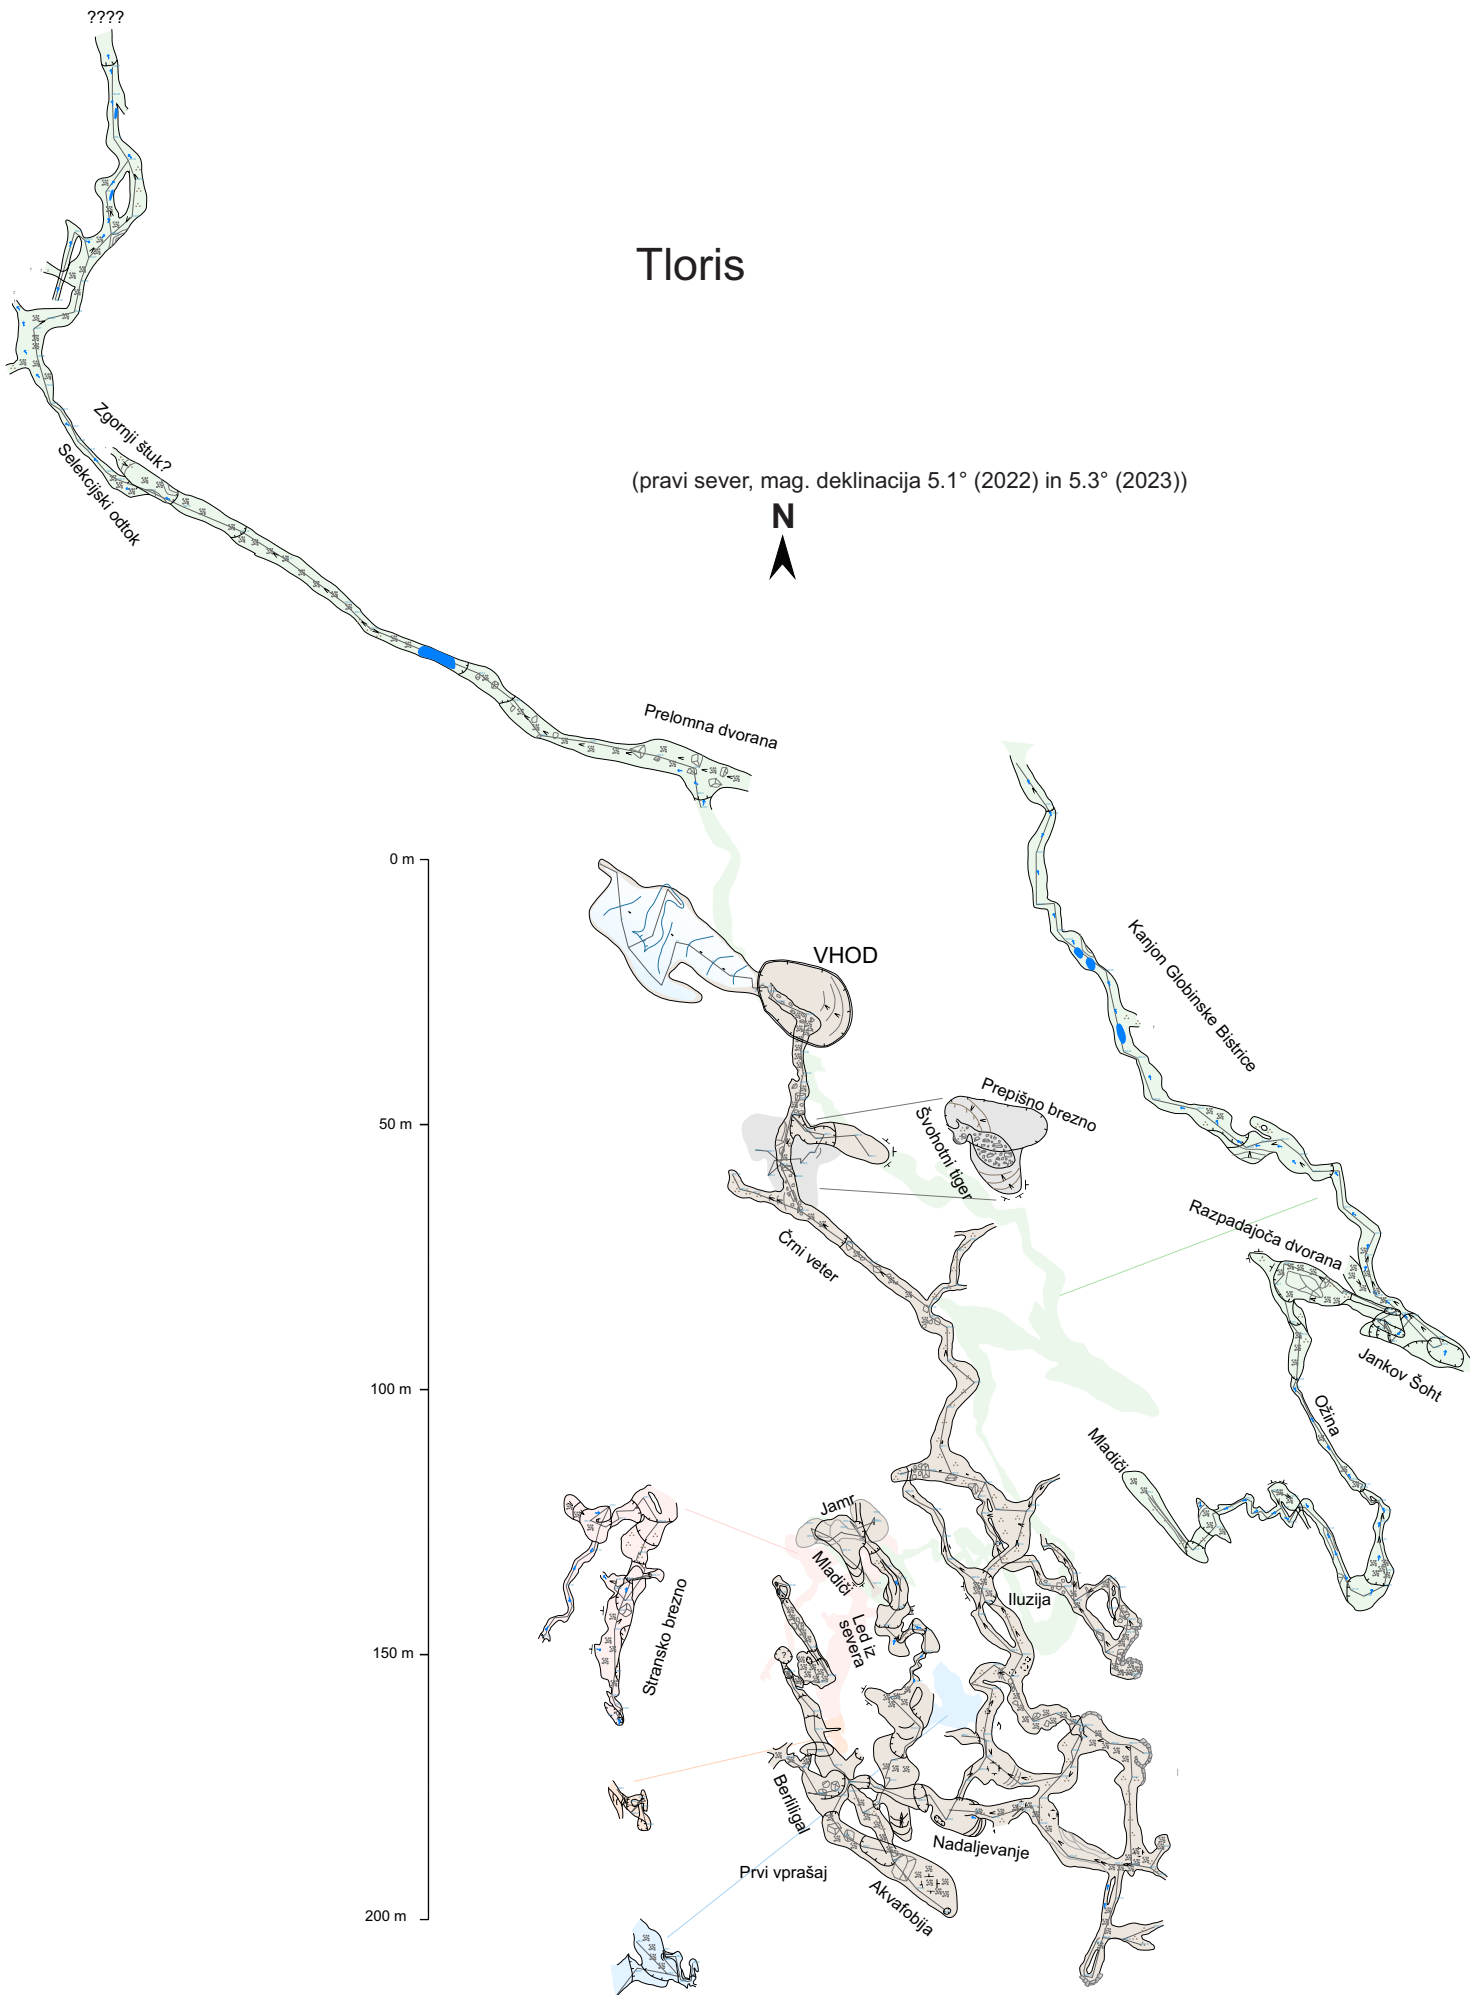 ????
Tloris
Zgornji štuk?
Selekcijski odtok
(pravi sever, mag. deklinacija 5.1° (2022) in 5.3° (2023))
N
Prelomna dvorana
0 m
VHOD
Kanjon Globinske Bistrice
Prepišno brezno
Švohotni tiger
50 m
Razpadajoča dvorana
Črni veter
Jankov Šoht
100 m
Ožina
Mladiči
Jamr
Mladiči
Iluzija
Stransko brezno
Led iz
severa
150 m
Berliligal
Nadaljevanje
Prvi vprašaj
Akvafobija
200 m